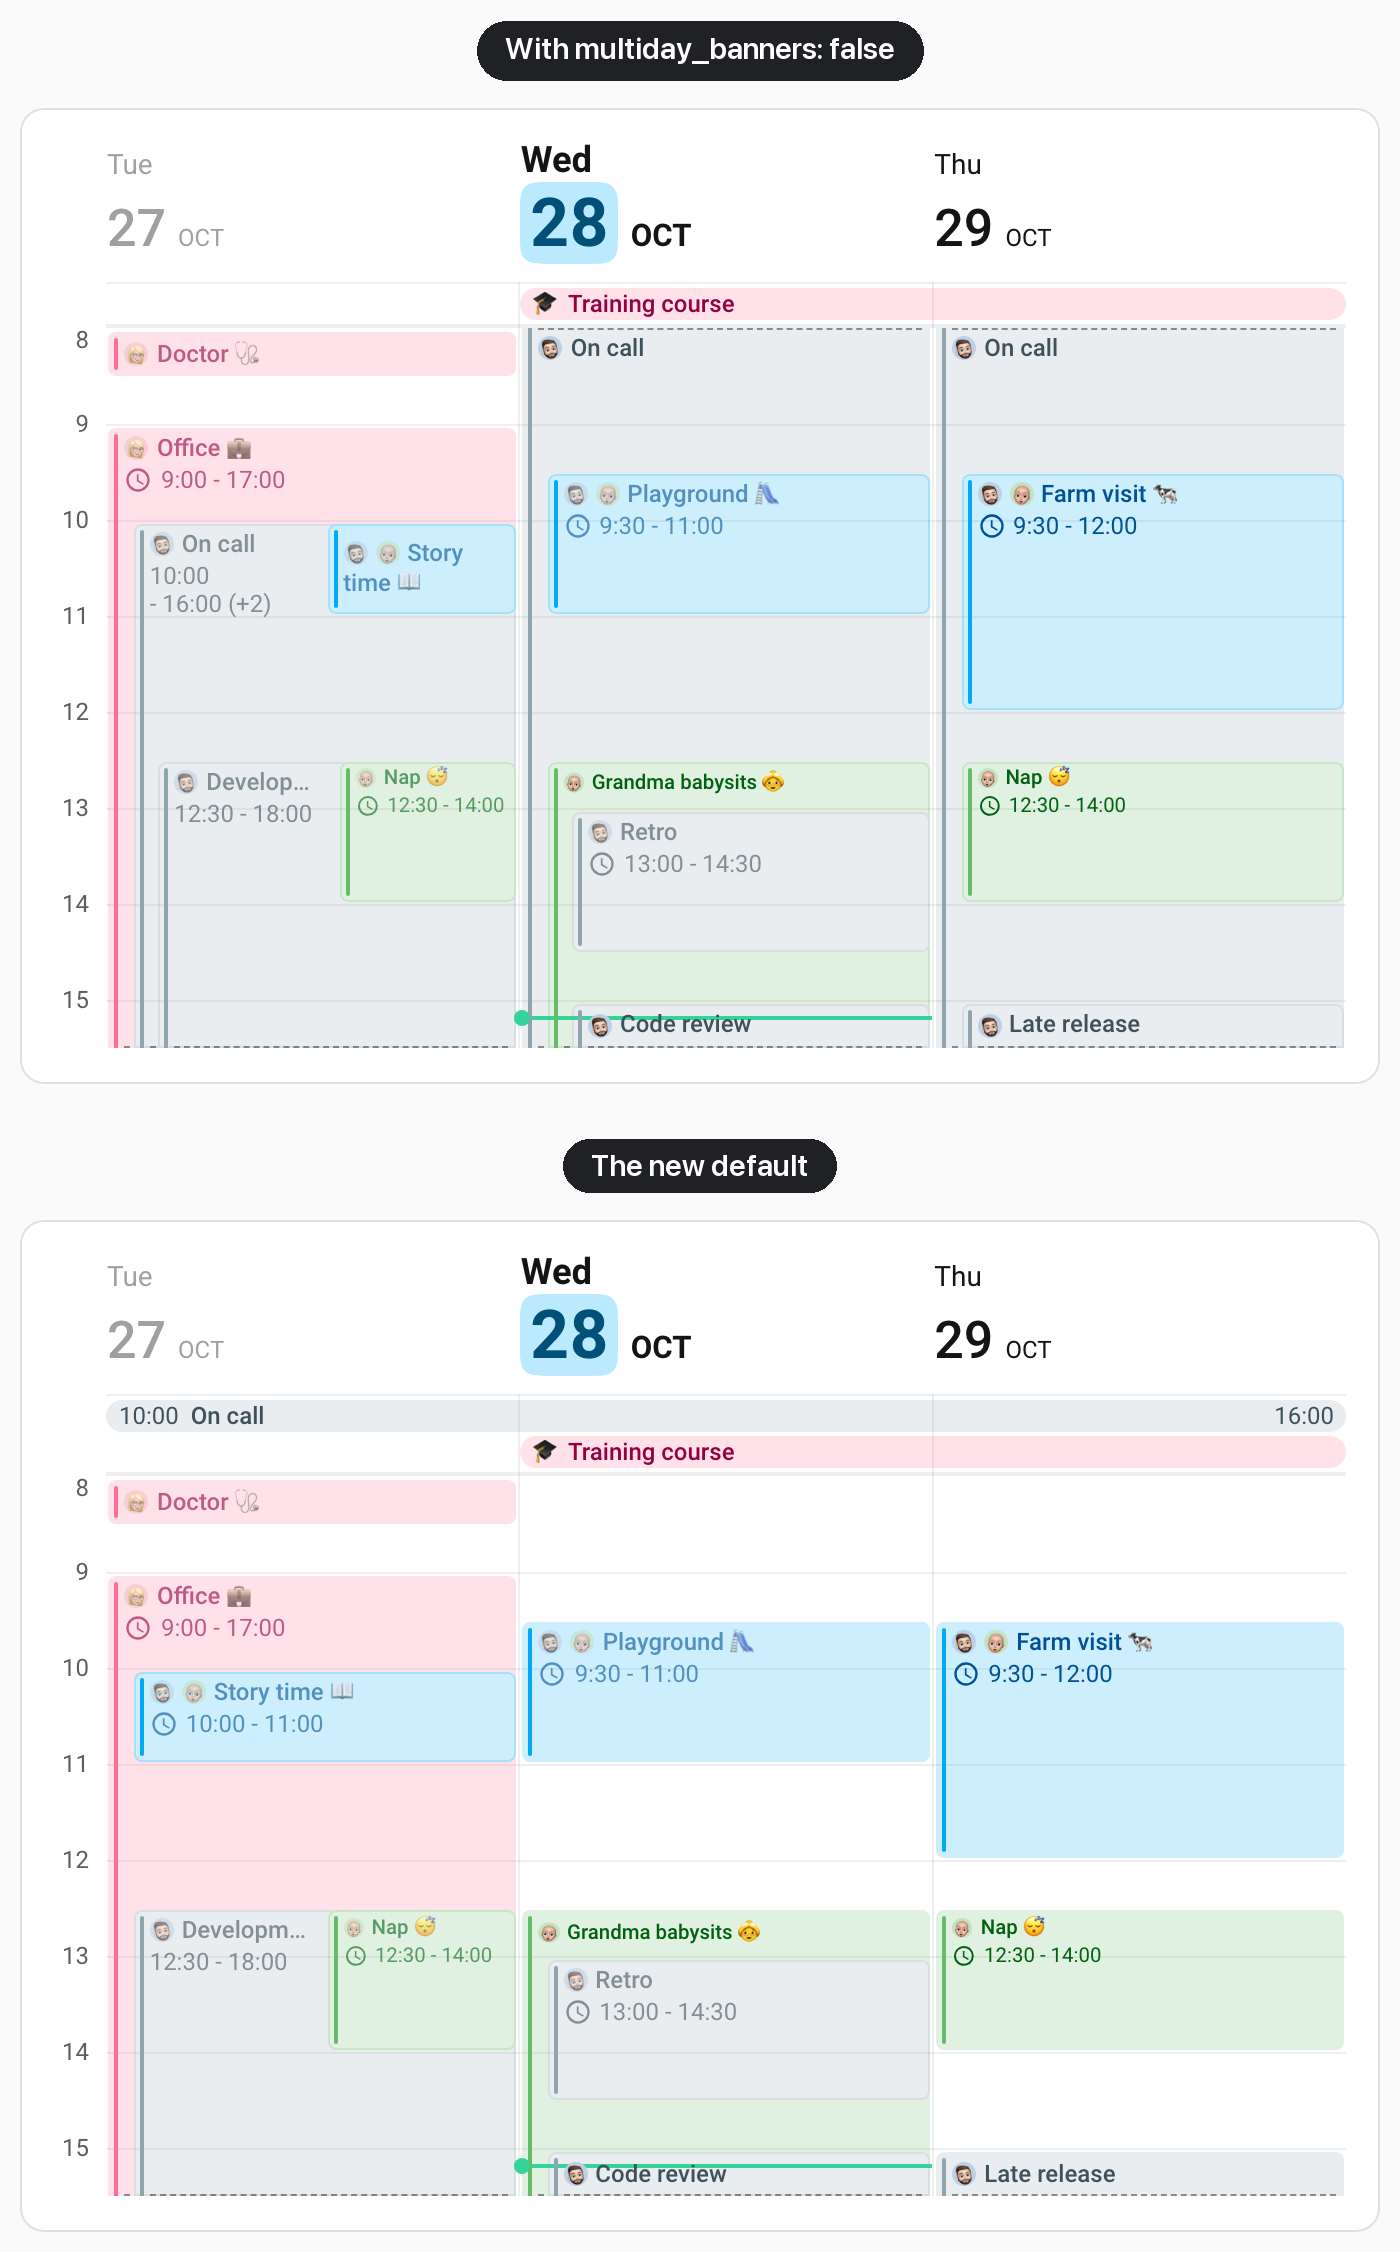 With multiday_banners: false
Tue
27 OCT
Wed
28 OCT
Thu
29 OCT
🎓 Training course
8
9
10
11
12
13
14
15
Doctor 🩺
Office 💼
9:00 - 17:00
On call
10:00
- 16:00 (+2)
Story
time 📖
Develop...
12:30 - 18:00
Nap 😴
12:30 - 14:00
On call
Playground 🛝
9:30 - 11:00
Grandma babysits 👵
Retro
13:00 - 14:30
Code review
On call
Farm visit 🐄
9:30 - 12:00
Nap 😴
12:30 - 14:00
Late release
The new default
Tue
27 OCT
Wed
28 OCT
Thu
29 OCT
10:00 On call 16:00
🎓 Training course
8
9
10
11
12
13
14
15
Doctor 🩺
Office 💼
9:00 - 17:00
Story time 📖
10:00 - 11:00
Developm...
12:30 - 18:00
Nap 😴
12:30 - 14:00
Playground 🛝
9:30 - 11:00
Grandma babysits 👵
Retro
13:00 - 14:30
Code review
Farm visit 🐄
9:30 - 12:00
Nap 😴
12:30 - 14:00
Late release